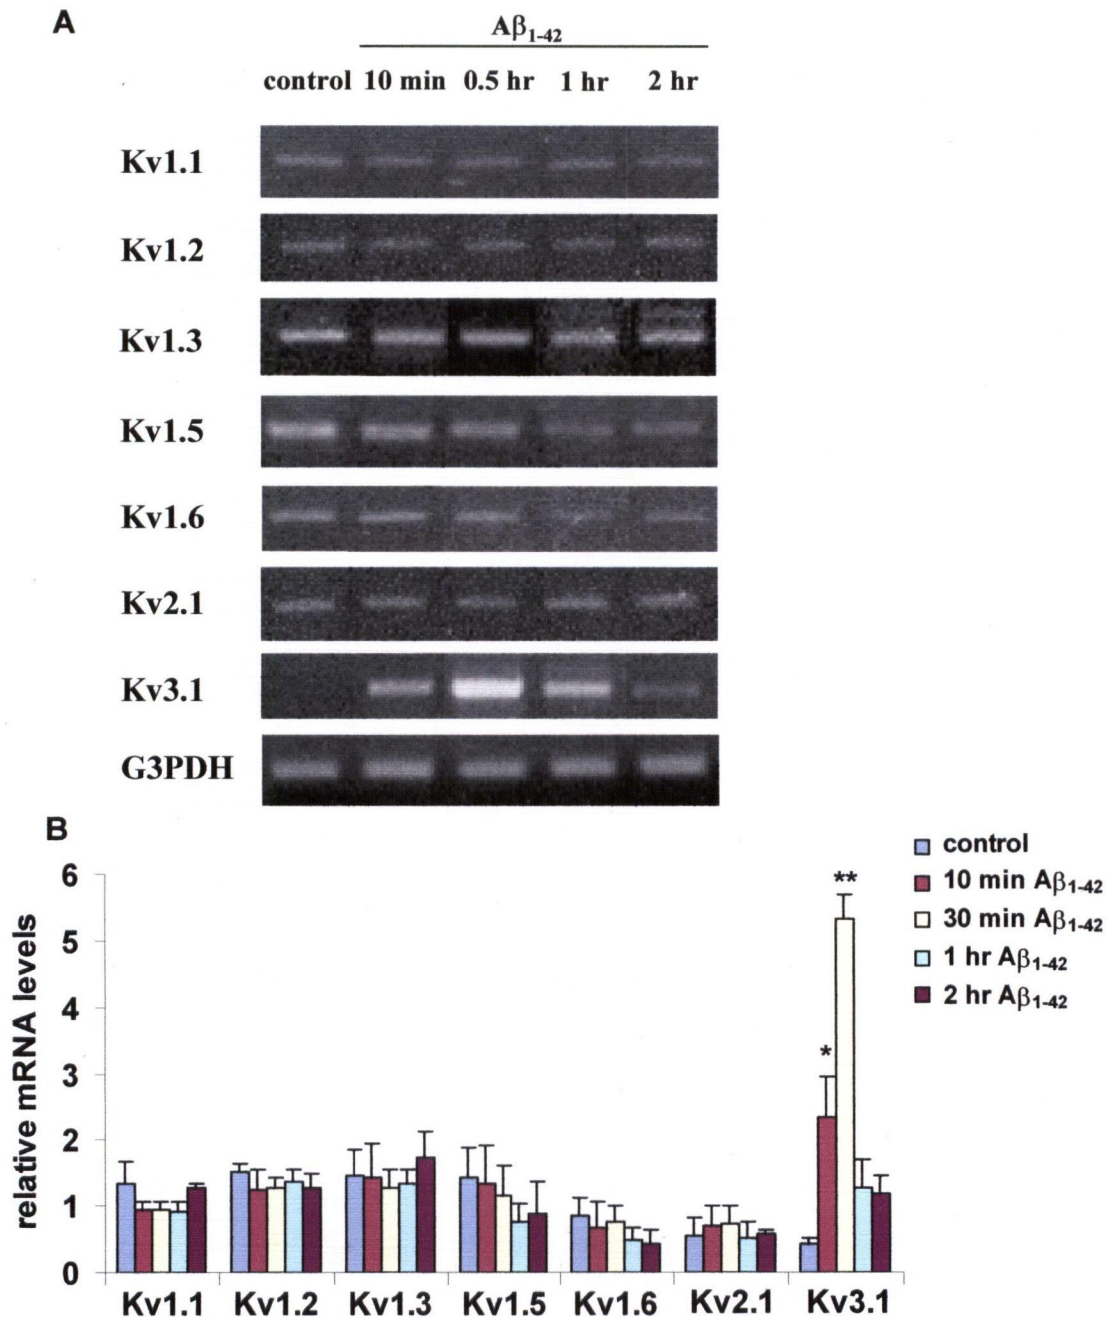 A
Aβ1-42
control 10 min 0.5 hr 1 hr 2 hr
Kv1.1
Kv1.2
Kv1.3
Kv1.5
Kv1.6
Kv2.1
Kv3.1
G3PDH
B
control
10 min Aβ1-42
30 min Aβ1-42
1 hr Aβ1-42
2 hr Aβ1-42
relative mRNA levels
6
5
4
3
2
1
0
*
**
Kv1.1 Kv1.2 Kv1.3 Kv1.5 Kv1.6 Kv2.1 Kv3.1